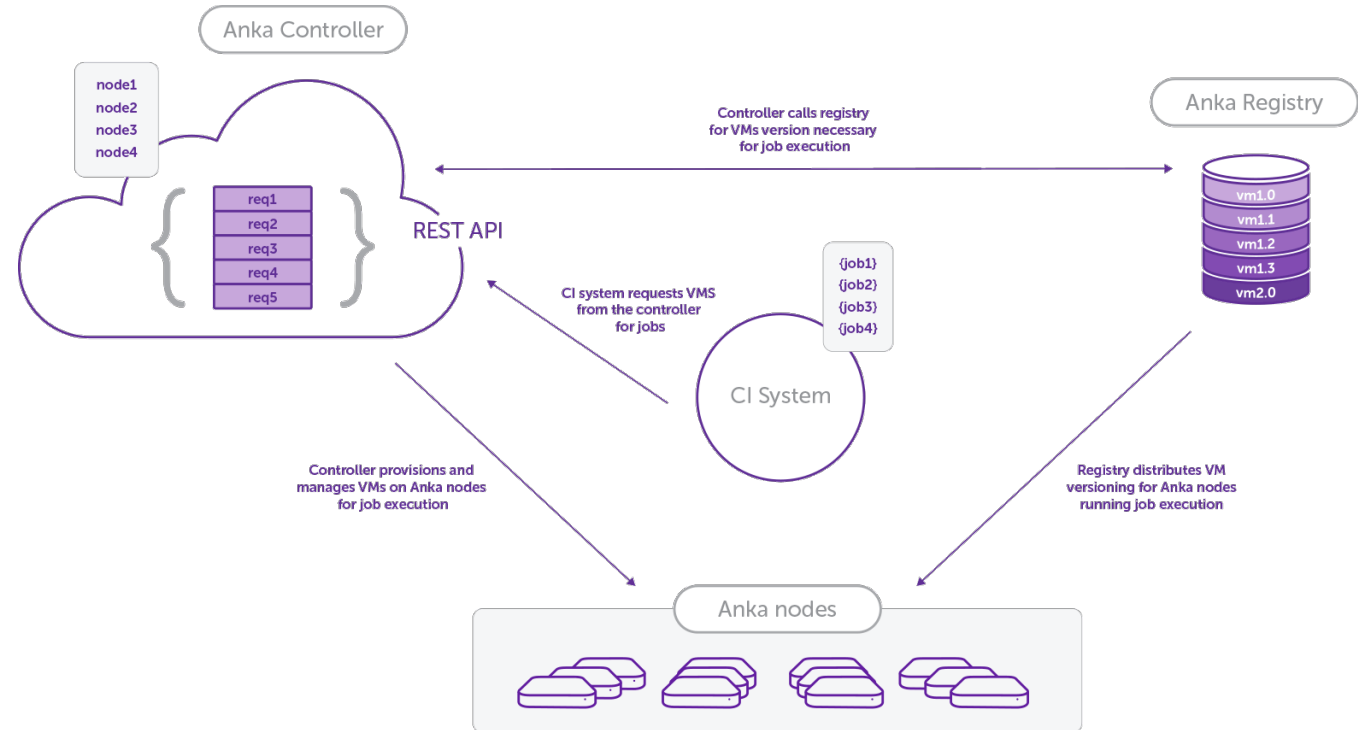 Anka Controller
node1
node2
node3
node4
req1
req2
req3
req4
req5
REST API
Controller calls registry
for VMs version necessary
for job execution
Anka Registry
vm1.0
vm1.1
vm1.2
vm1.3
vm2.0
CI system requests VMS
from the controller
for jobs
{job1}
{job2}
{job3}
{job4}
CI System
Controller provisions and
manages VMs on Anka nodes
for job execution
Registry distributes VM
versioning for Anka nodes
running job execution
Anka nodes